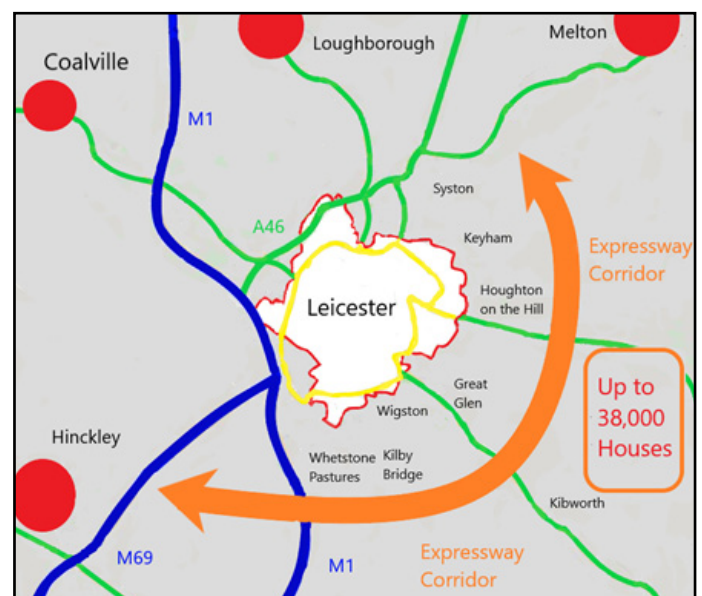 Melton
Loughborough
Coalville
M1
Syston
A46
Keyham
Expressway
Corridor
Houghton
on the Hill
Leicester
Up to
38,000
Houses
Great
Glen
Wigston
Hinckley
Whetstone
Pastures
Kilby
Bridge
Kibworth
M69
M1
Expressway
Corridor